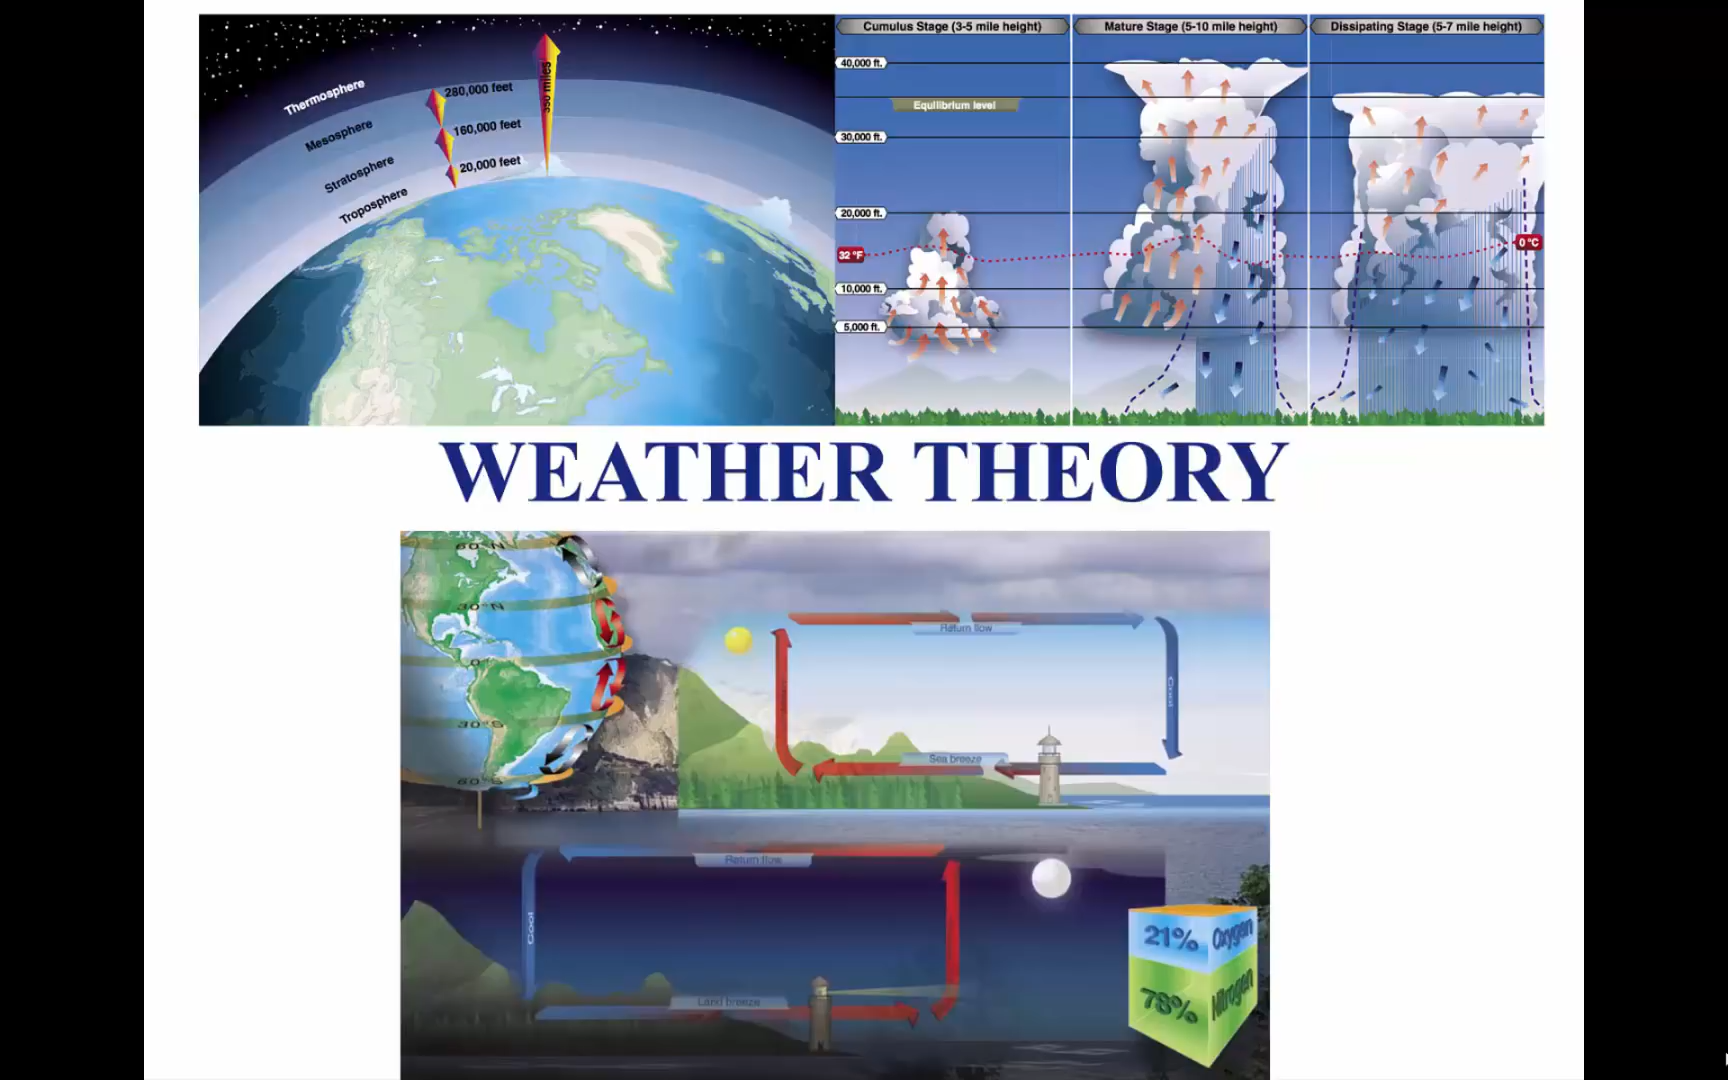 Thermosphere
Mesosphere
Stratosphere
Troposphere
280,000 feet
160,000 feet
20,000 feet
350 miles
Cumulus Stage (3-5 mile height)
Mature Stage (5-10 mile height)
Dissipating Stage (5-7 mile height)
40,000 ft.
Equilibrium level
30,000 ft.
20,000 ft.
32 °F
0 °C
10,000 ft.
5,000 ft.
WEATHER THEORY
60°N
30°N
0°
30°S
60°S
Return flow
Cool
Sea breeze
Return flow
Cool
Land breeze
21% Oxygen
78% Nitrogen